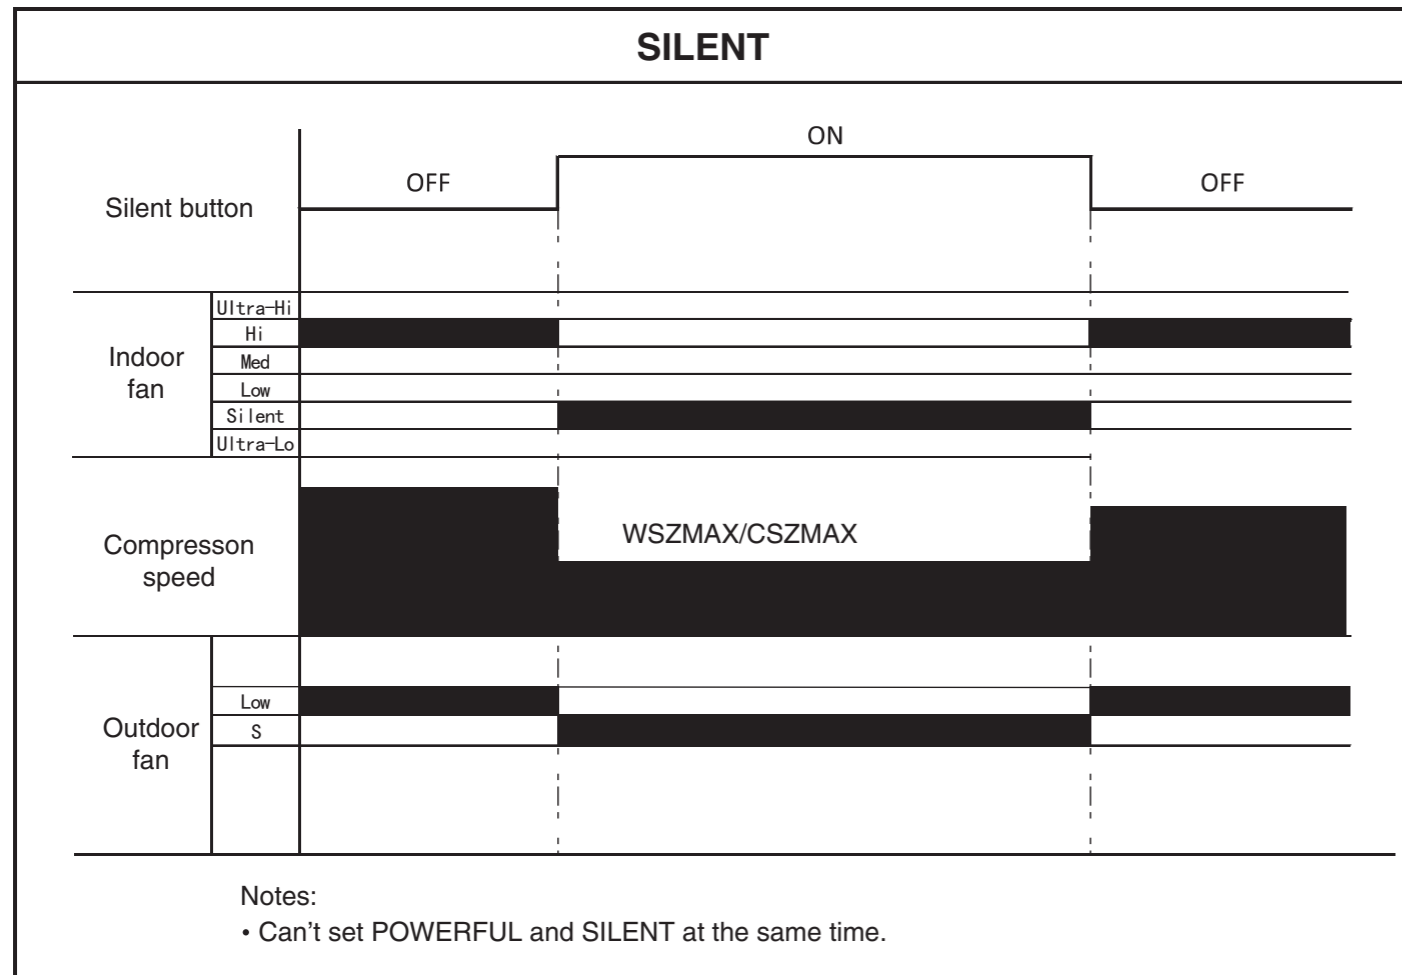 SILENT
ON
OFF
OFF
Silent button
Ultra-Hi
Hi
Indoor
fan
Med
Low
Silent
Ultra-Lo
WSZMAX/CSZMAX
Compresson
speed
Low
Outdoor
fan
S
Notes:
• Can't set POWERFUL and SILENT at the same time.